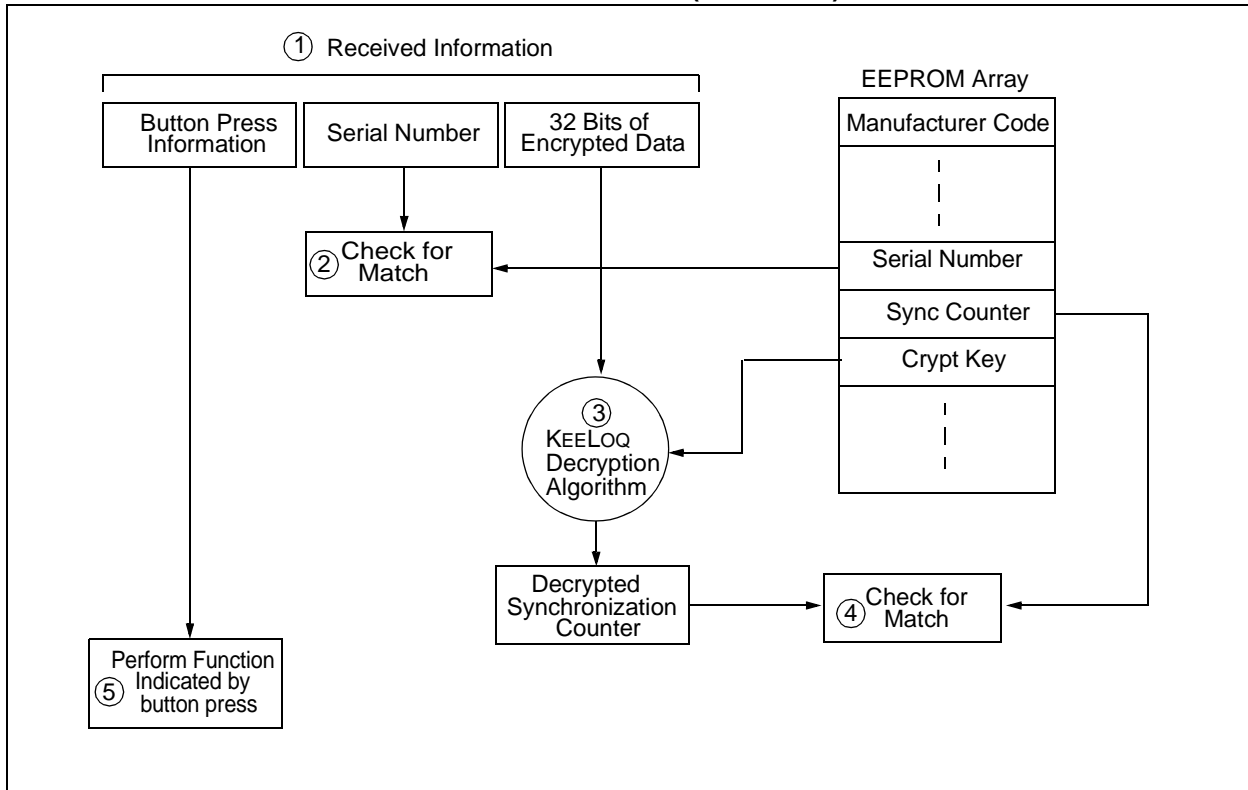 ① Received Information
EEPROM Array
Button Press
Information
Serial Number
32 Bits of
Encrypted Data
Manufacturer Code
② Check for
Match
Serial Number
Sync Counter
Crypt Key
③
KEELOQ
Decryption
Algorithm
Decrypted
Synchronization
Counter
④ Check for
Match
Perform Function
⑤ Indicated by
button press